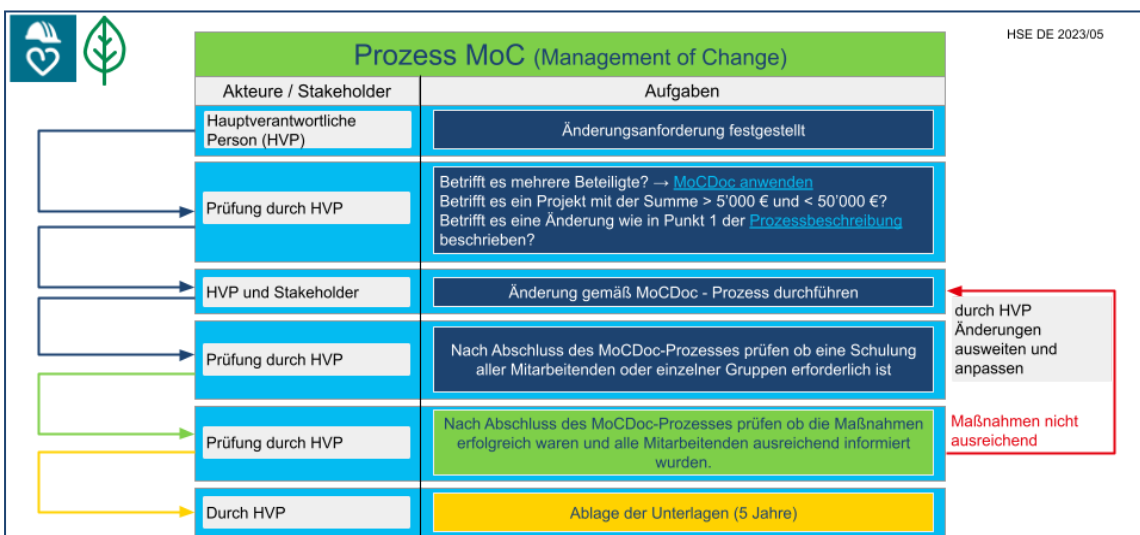 HSE DE 2023/05
Prozess MoC (Management of Change)
Akteure / Stakeholder
Aufgaben
Hauptverantwortliche
Person (HVP)
Änderungsanforderung festgestellt
Prüfung durch HVP
Betrifft es mehrere Beteiligte? → MoCDoc anwenden
Betrifft es ein Projekt mit der Summe > 5'000 € und < 50'000 €?
Betrifft es eine Änderung wie in Punkt 1 der Prozessbeschreibung
beschrieben?
HVP und Stakeholder
Änderung gemäß MoCDoc - Prozess durchführen
durch HVP
Änderungen
ausweiten und
anpassen
Prüfung durch HVP
Nach Abschluss des MoCDoc-Prozesses prüfen ob eine Schulung
aller Mitarbeitenden oder einzelner Gruppen erforderlich ist
Prüfung durch HVP
Nach Abschluss des MoCDoc-Prozesses prüfen ob die Maßnahmen
erfolgreich waren und alle Mitarbeitenden ausreichend informiert
wurden.
Maßnahmen nicht
ausreichend
Durch HVP
Ablage der Unterlagen (5 Jahre)